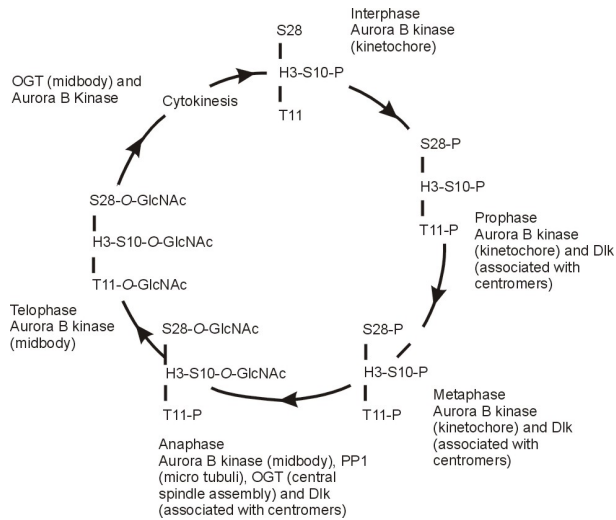 Interphase
Aurora B kinase
(kinetochore)
S28
H3-S10-P
T11
S28-P
H3-S10-P
T11-P
Prophase
Aurora B kinase
(kinetochore) and Dlk
(associated with
centromers)
S28-P
H3-S10-P
T11-P
Metaphase
Aurora B kinase
(kinetochore) and Dlk
(associated with
centromers)
S28-O-GlcNAc
H3-S10-O-GlcNAc
T11-P
Anaphase
Aurora B kinase (midbody), PP1
(micro tubuli), OGT (central
spindle assembly) and Dlk
(associated with centromers)
S28-O-GlcNAc
H3-S10-O-GlcNAc
T11-O-GlcNAc
Telophase
Aurora B kinase
(midbody)
OGT (midbody) and
Aurora B Kinase
Cytokinesis